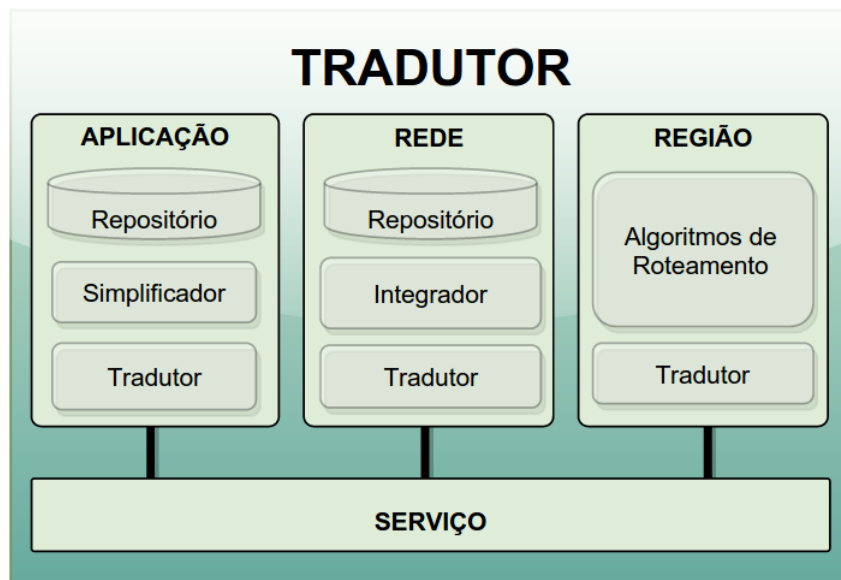 TRADUTOR
APLICAÇÃO
Repositório
Simplificador
Tradutor
REDE
Repositório
Integrador
Tradutor
REGIÃO
Algoritmos de
Roteamento
Tradutor
SERVIÇO